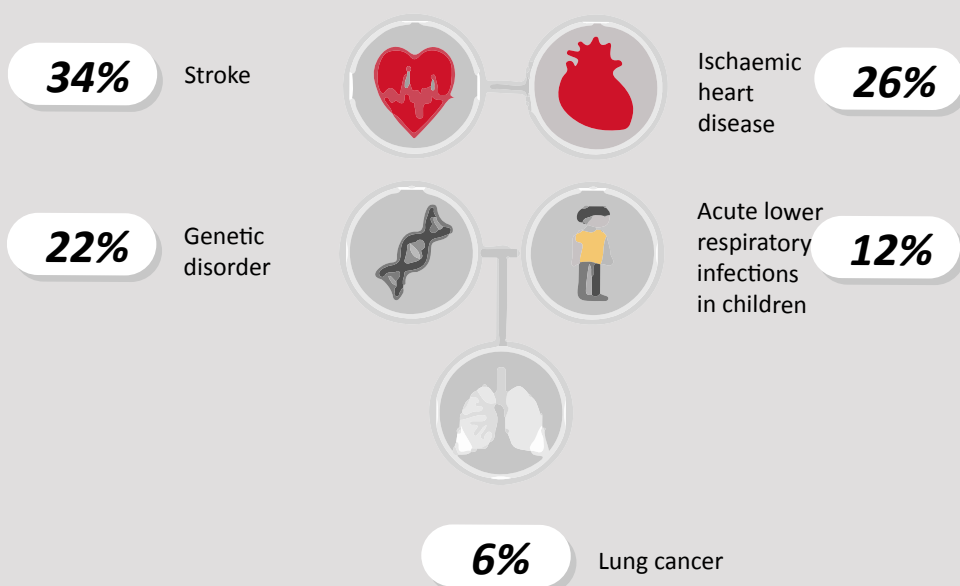 34%
Stroke
Ischaemic
heart
disease
26%
22%
Genetic
disorder
Acute lower
respiratory
infections
in children
12%
6%
Lung cancer